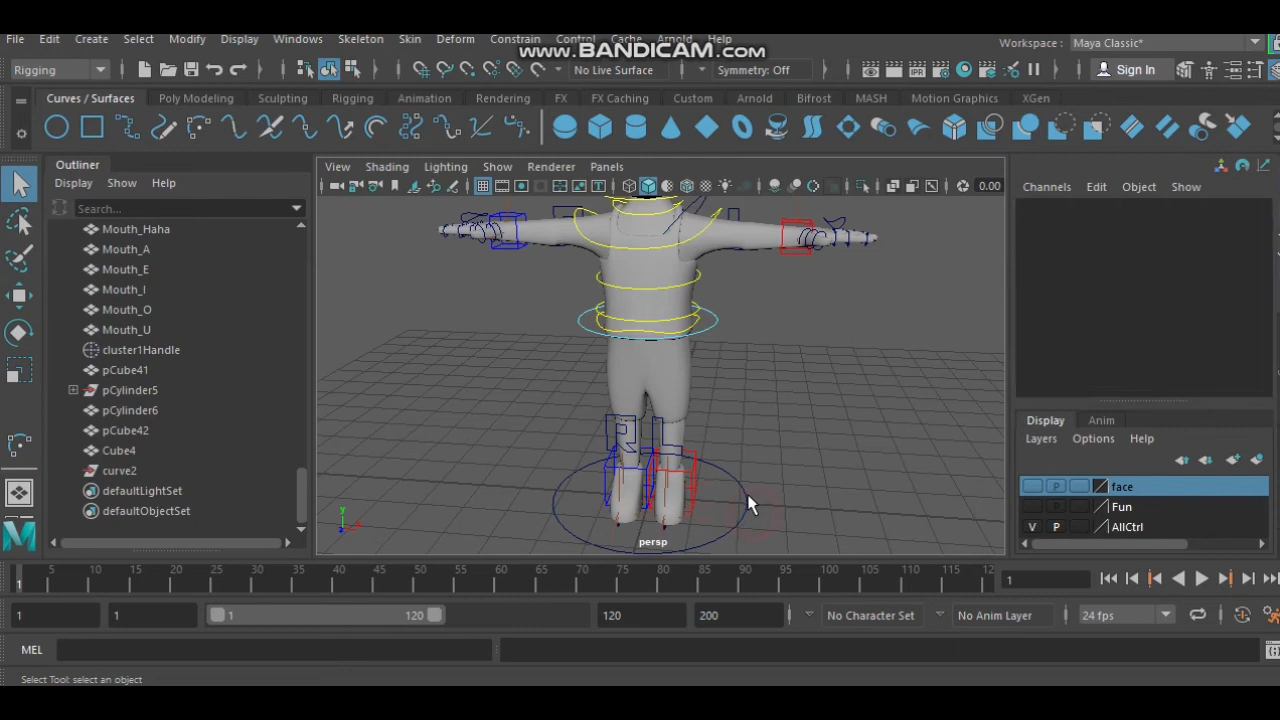 File Edit Create Select Modify Display Windows Skeleton Skin Deform Constrain Control Cache Arnold Help
www.BANDICAM.com
Workspace : Maya Classic*
Rigging No Live Surface Symmetry: Off IPR Sign In
Curves / Surfaces Poly Modeling Sculpting Rigging Animation Rendering FX FX Caching Custom Arnold Bifrost MASH Motion Graphics XGen
Outliner
Display Show Help
Search...
Mouth_Haha
Mouth_A
Mouth_E
Mouth_I
Mouth_O
Mouth_U
cluster1Handle
pCube41
pCylinder5
pCylinder6
pCube42
Cube4
curve2
defaultLightSet
defaultObjectSet
View Shading Lighting Show Renderer Panels
0.00
R L
y
persp
Channels Edit Object Show
Display Anim
Layers Options Help
P face
Fun
V P AllCtrl
1 5 10 15 20 25 30 35 40 45 50 55 60 65 70 75 80 85 90 95 100 105 110 115 12
1
1 1 1 120 120 200 No Character Set No Anim Layer 24 fps
MEL
Select Tool: select an object